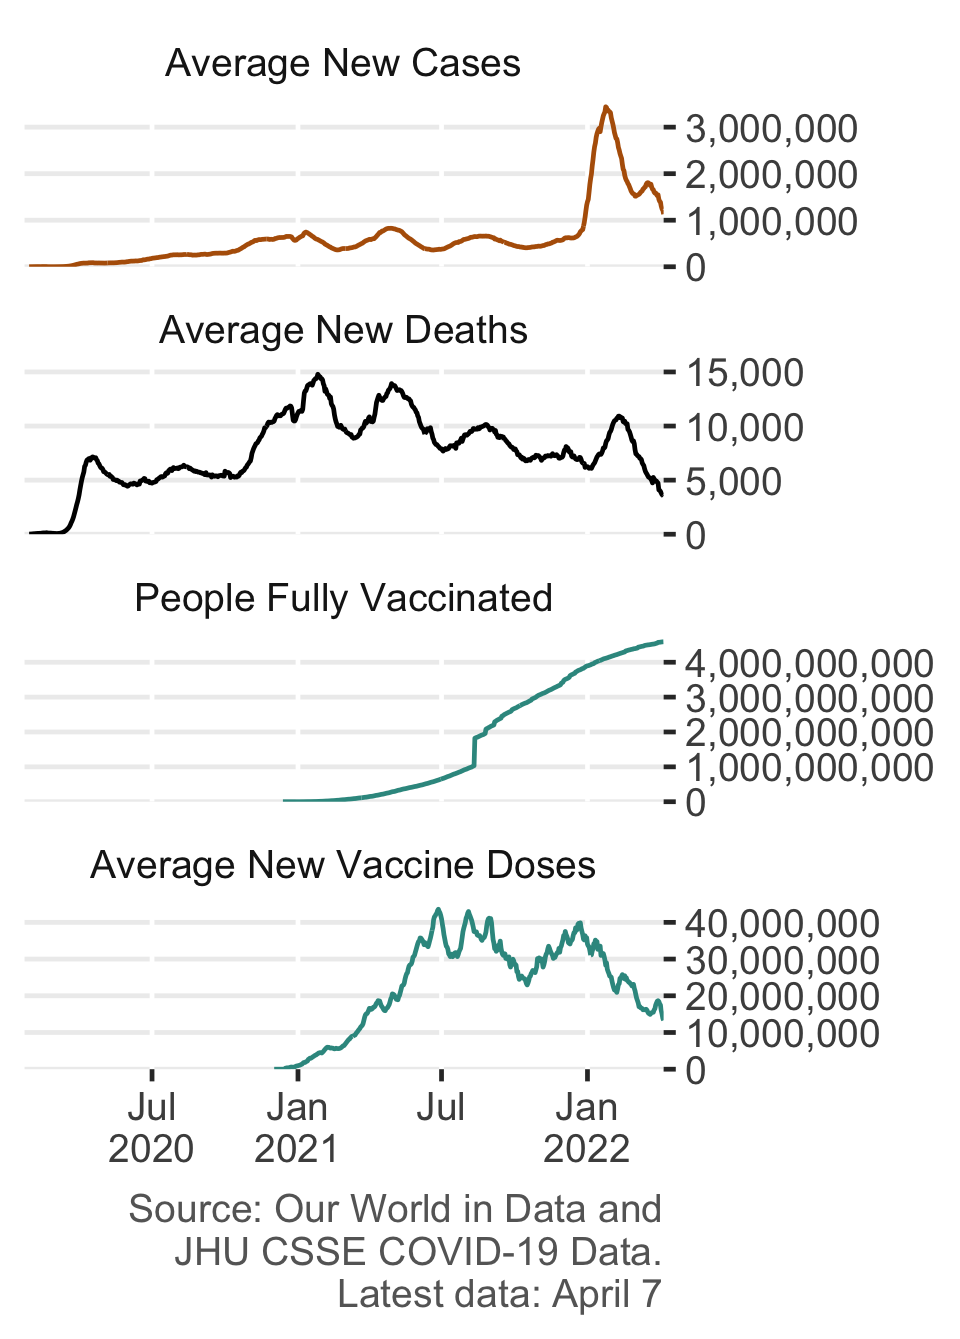 Average New Cases
3,000,000
2,000,000
1,000,000
0
Average New Deaths
15,000
10,000
5,000
0
People Fully Vaccinated
4,000,000,000
3,000,000,000
2,000,000,000
1,000,000,000
0
Average New Vaccine Doses
40,000,000
30,000,000
20,000,000
10,000,000
0
Jul Jan Jul Jan
2020 2021 2022
Source: Our World in Data and
JHU CSSE COVID-19 Data.
Latest data: April 7